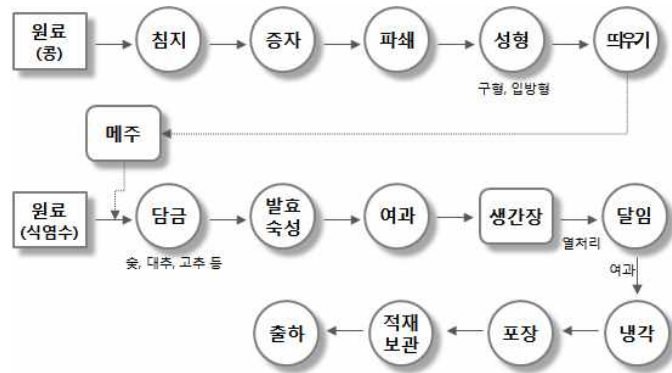 원료
(콩)
침지
증자
파쇄
성형
띄우기
구형, 입방형
메주
원료
(식염수)
담금
발효
숙성
여과
생간장
달임
숯, 대추, 고추 등
열처리
여과
출하
적재
보관
포장
냉각